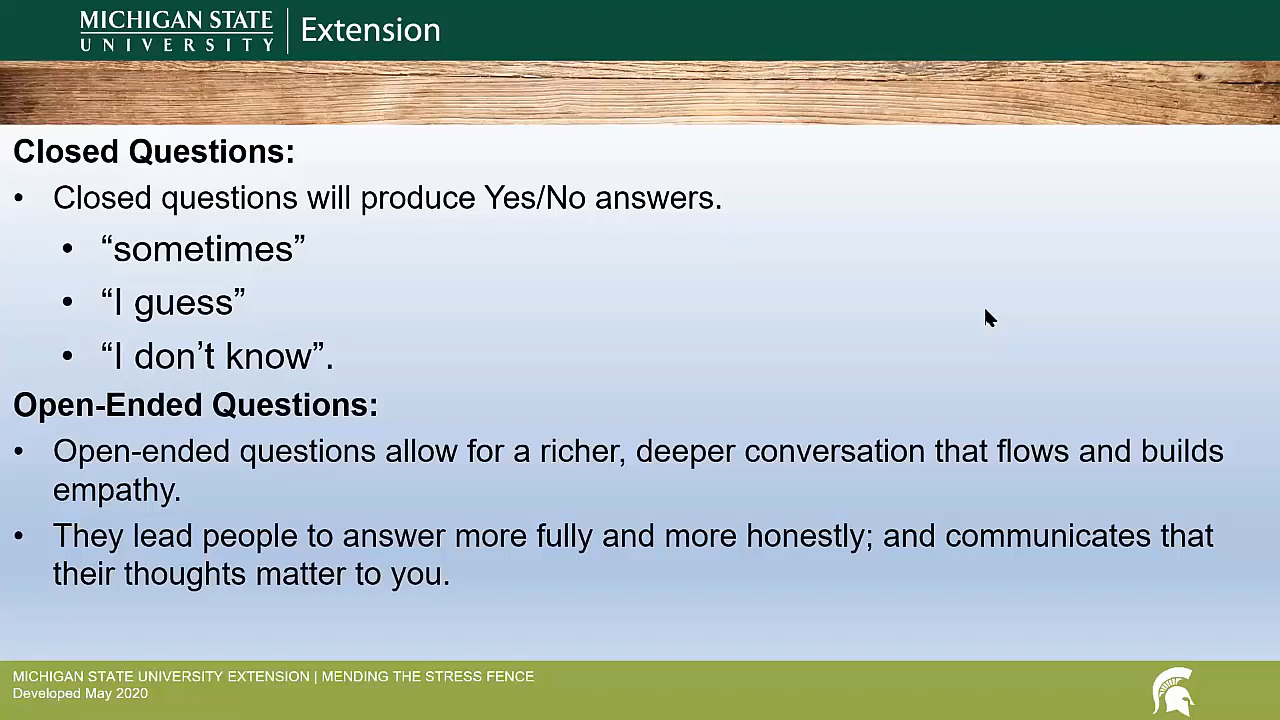 MICHIGAN STATE
UNIVERSITY
Extension
Closed Questions:
• Closed questions will produce Yes/No answers.
• “sometimes”
• “I guess”
• “I don’t know”.
Open-Ended Questions:
• Open-ended questions allow for a richer, deeper conversation that flows and builds
empathy.
• They lead people to answer more fully and more honestly; and communicates that
their thoughts matter to you.
MICHIGAN STATE UNIVERSITY EXTENSION | MENDING THE STRESS FENCE
Developed May 2020